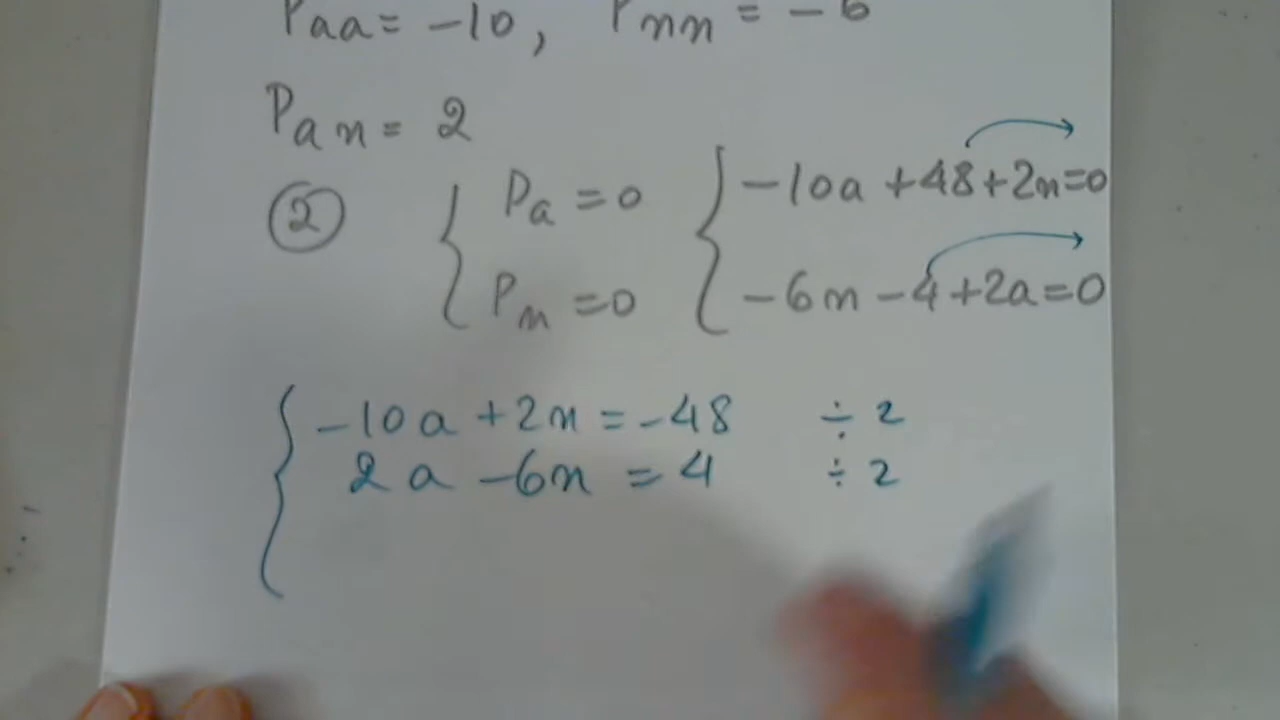 Paa = -10, Pnn = -6
Pan = 2
② { Pa = 0 { -10a + 48 + 2n = 0
Pn = 0 -6n - 4 + 2a = 0
{ -10a + 2n = -48 ÷ 2
2a - 6n = 4 ÷ 2